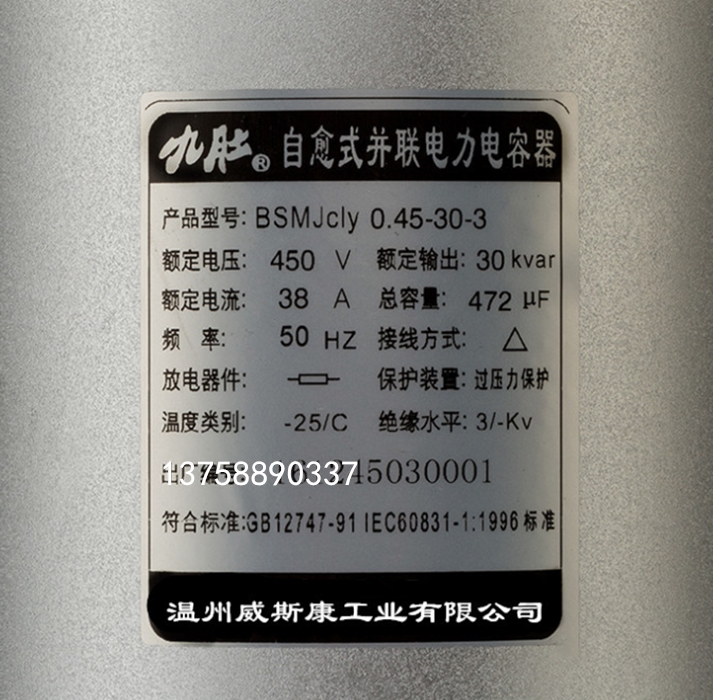 九肚® 自愈式并联电力电容器
产品型号: BSMJcly 0.45-30-3
额定电压: 450 V 额定输出: 30 kvar
额定电流: 38 A 总容量: 472 μF
频 率: 50 HZ 接线方式: △
放电器件: 保护装置: 过压力保护
温度类别: -25/C 绝缘水平: 3/-Kv
13758890337 45030001
符合标准:GB12747-91 IEC60831-1:1996 标准
温州威斯康工业有限公司